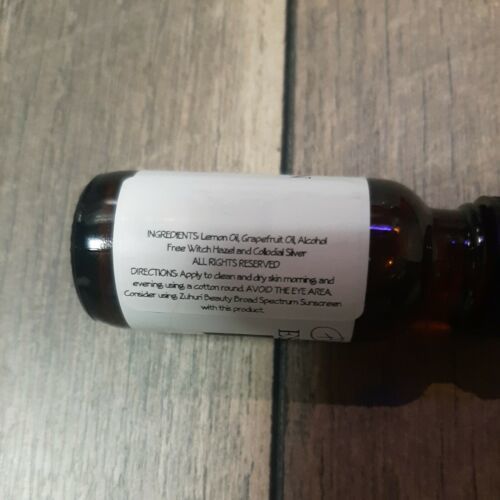 INGREDIENTS: Lemon Oil, Grapefruit Oil, Alcohol
Free Witch Hazel and Collodial Silver
ALL RIGHTS RESERVED
DIRECTIONS: Apply to clean and dry skin morning and
evening, using a cotton round. AVOID THE EYE AREA.
Consider using Zuhuri Beauty Broad Spectrum Sunscreen
with this product.